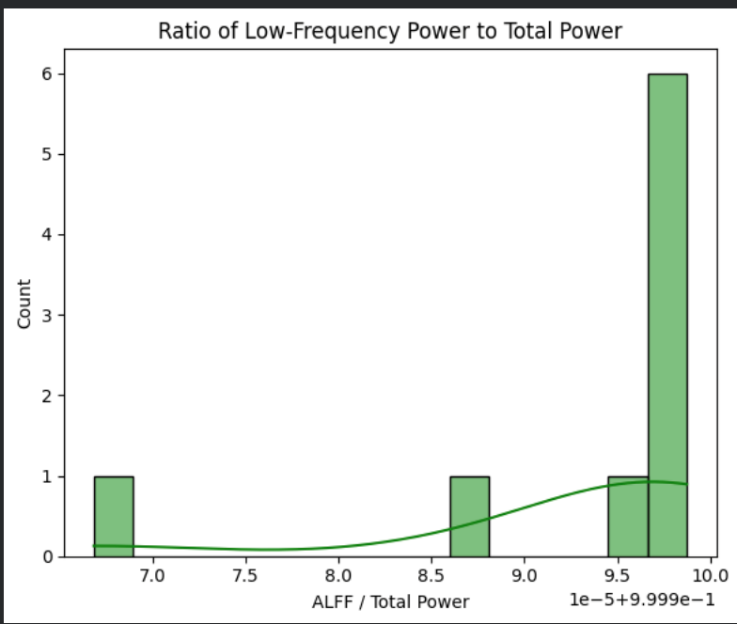 Ratio of Low-Frequency Power to Total Power
6
5
4
3
2
1
0
Count
7.0 7.5 8.0 8.5 9.0 9.5 10.0
ALFF / Total Power
1e−5+9.999e−1